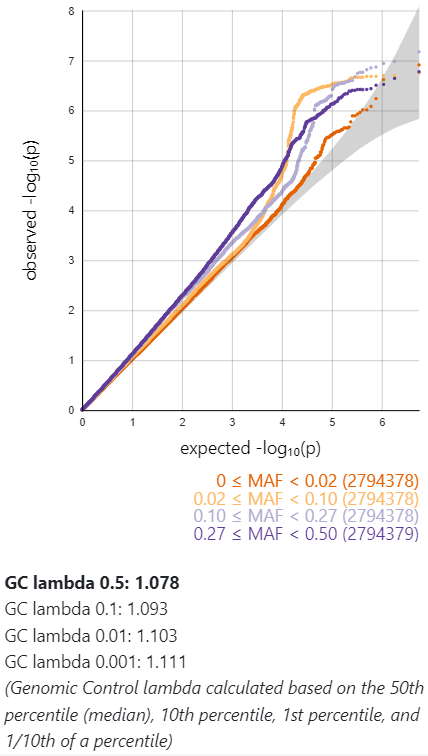 8
7
6
5
4
3
2
1
0
observed -log₁₀(p)
0 1 2 3 4 5 6
expected -log₁₀(p)
0 ≤ MAF < 0.02 (2794378)
0.02 ≤ MAF < 0.10 (2794378)
0.10 ≤ MAF < 0.27 (2794378)
0.27 ≤ MAF < 0.50 (2794379)
GC lambda 0.5: 1.078
GC lambda 0.1: 1.093
GC lambda 0.01: 1.103
GC lambda 0.001: 1.111
(Genomic Control lambda calculated based on the 50th
percentile (median), 10th percentile, 1st percentile, and
1/10th of a percentile)